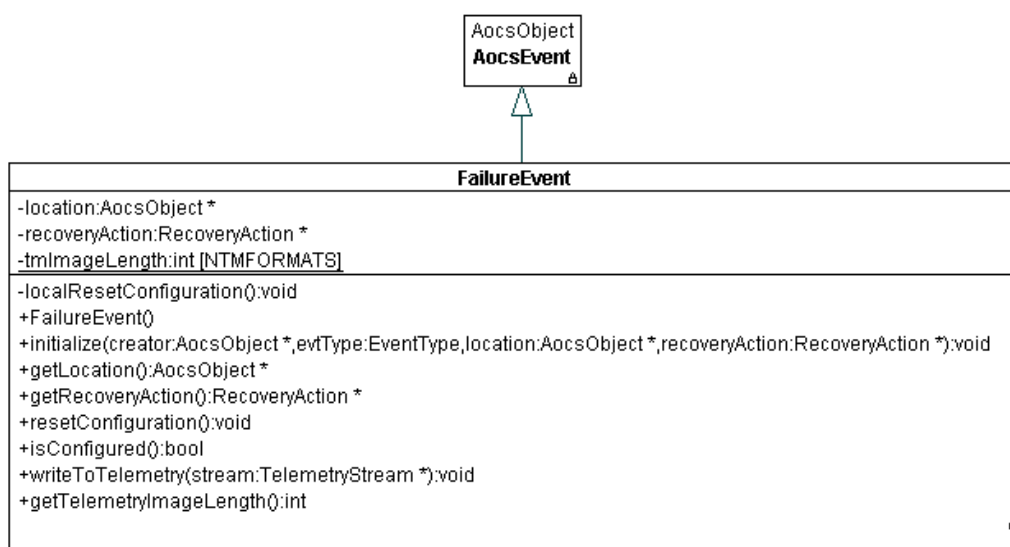 AocsObject
AocsEvent
FailureEvent
-location:AocsObject *
-recoveryAction:RecoveryAction *
-tmImageLength:int [NTMFORMATS]
-localResetConfiguration():void
+FailureEvent()
+initialize(creator:AocsObject *,evtType:EventType,location:AocsObject *,recoveryAction:RecoveryAction *):void
+getLocation():AocsObject *
+getRecoveryAction():RecoveryAction *
+resetConfiguration():void
+isConfigured():bool
+writeToTelemetry(stream:TelemetryStream *):void
+getTelemetryImageLength():int